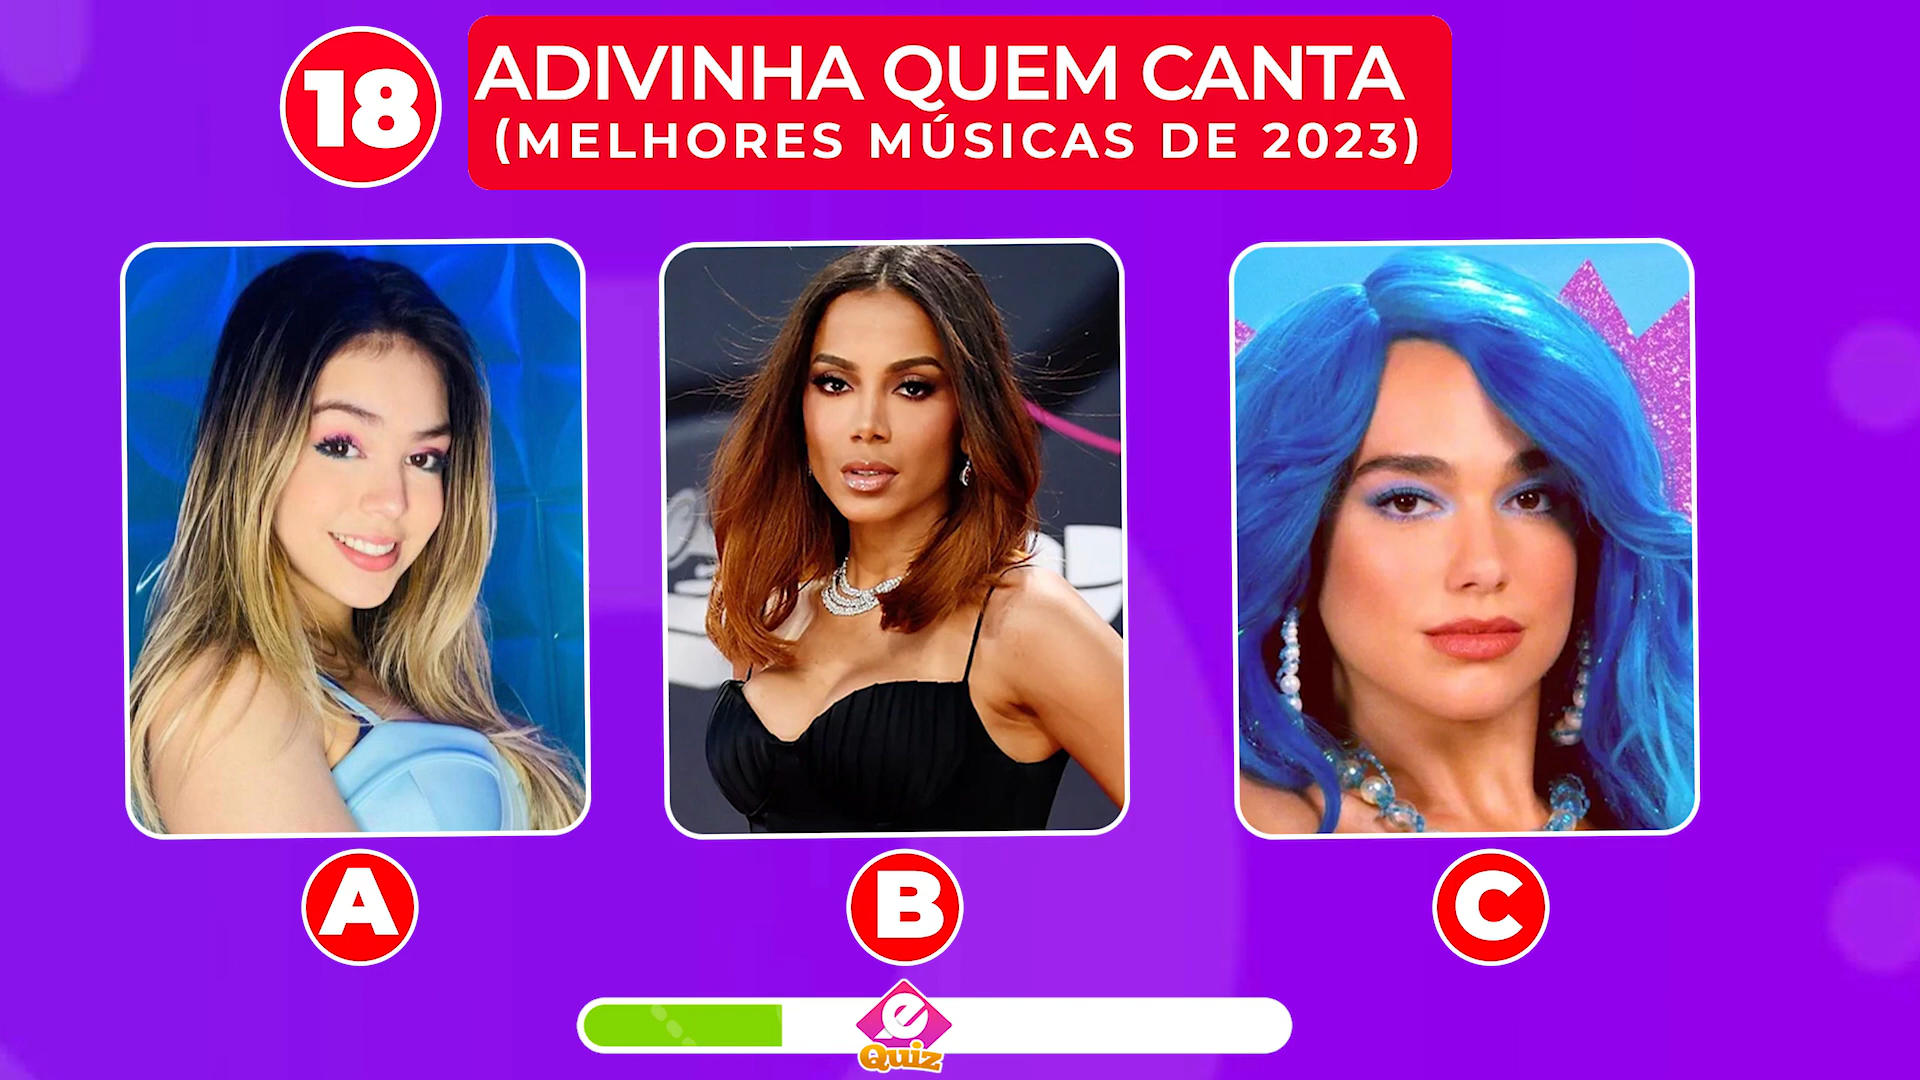 18
ADIVINHA QUEM CANTA
(MELHORES MÚSICAS DE 2023)
A
B
C
e
Quiz